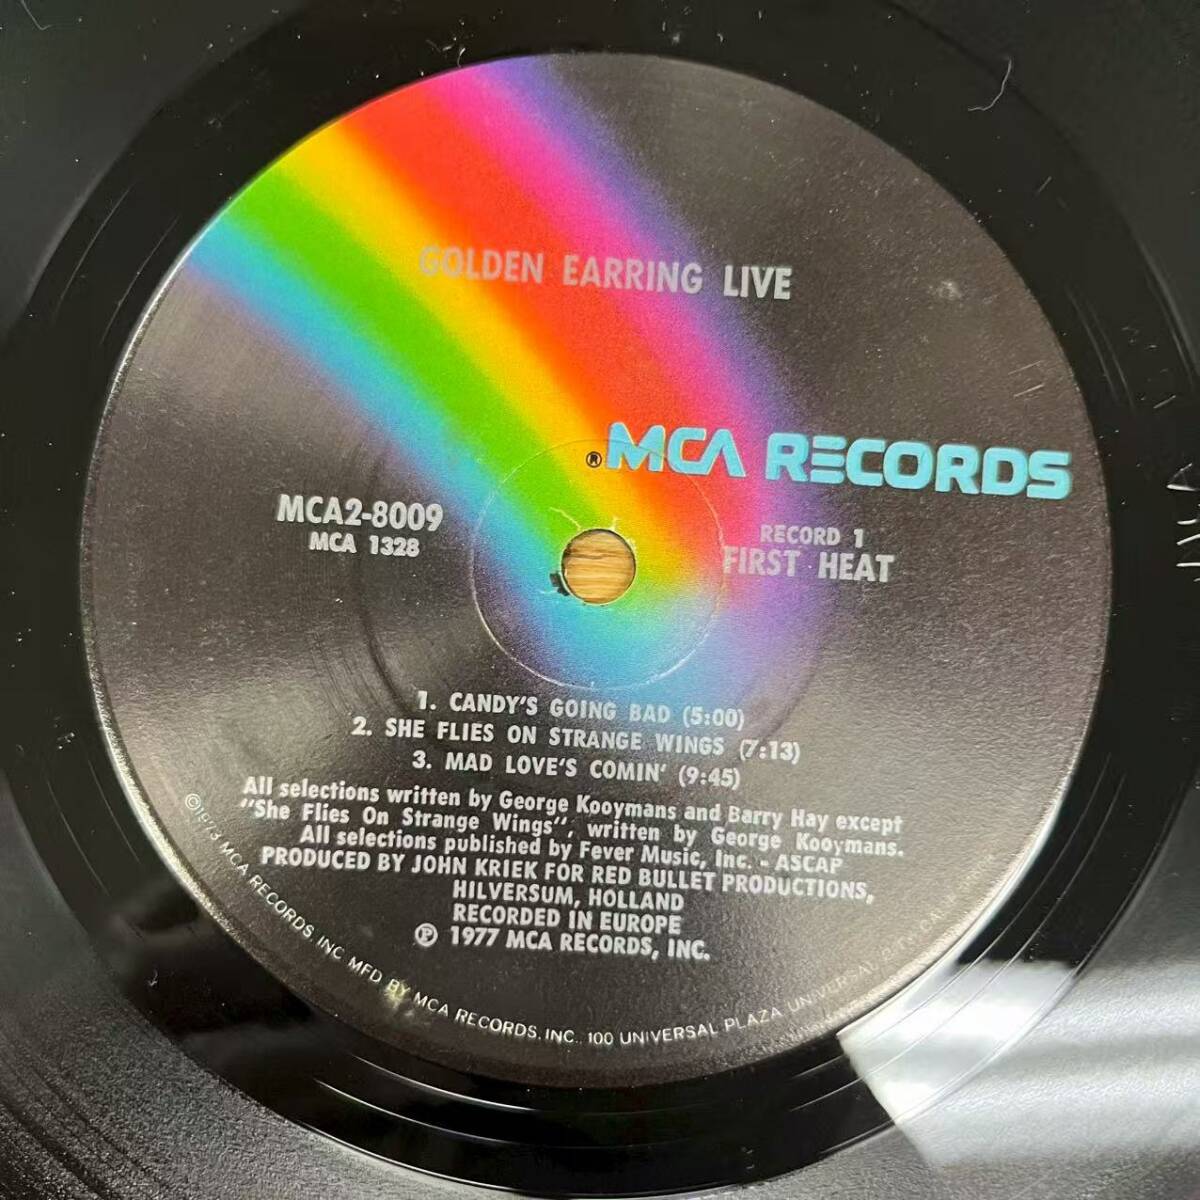 GOLDEN EARRING LIVE
®MCA RECORDS
MCA2-8009
MCA 1328
RECORD 1
FIRST HEAT
1. CANDY'S GOING BAD (5:00)
2. SHE FLIES ON STRANGE WINGS (7:13)
3. MAD LOVE'S COMIN' (9:45)
All selections written by George Kooymans and Barry Hay except
"She Flies On Strange Wings", written by George Kooymans.
All selections published by Fever Music, Inc. - ASCAP
PRODUCED BY JOHN KRIEK FOR RED BULLET PRODUCTIONS,
HILVERSUM, HOLLAND
RECORDED IN EUROPE
℗ 1977 MCA RECORDS, INC.
©1973 MCA RECORDS, INC MFD BY MCA RECORDS, INC., 100 UNIVERSAL PLAZA UNIVERSAL